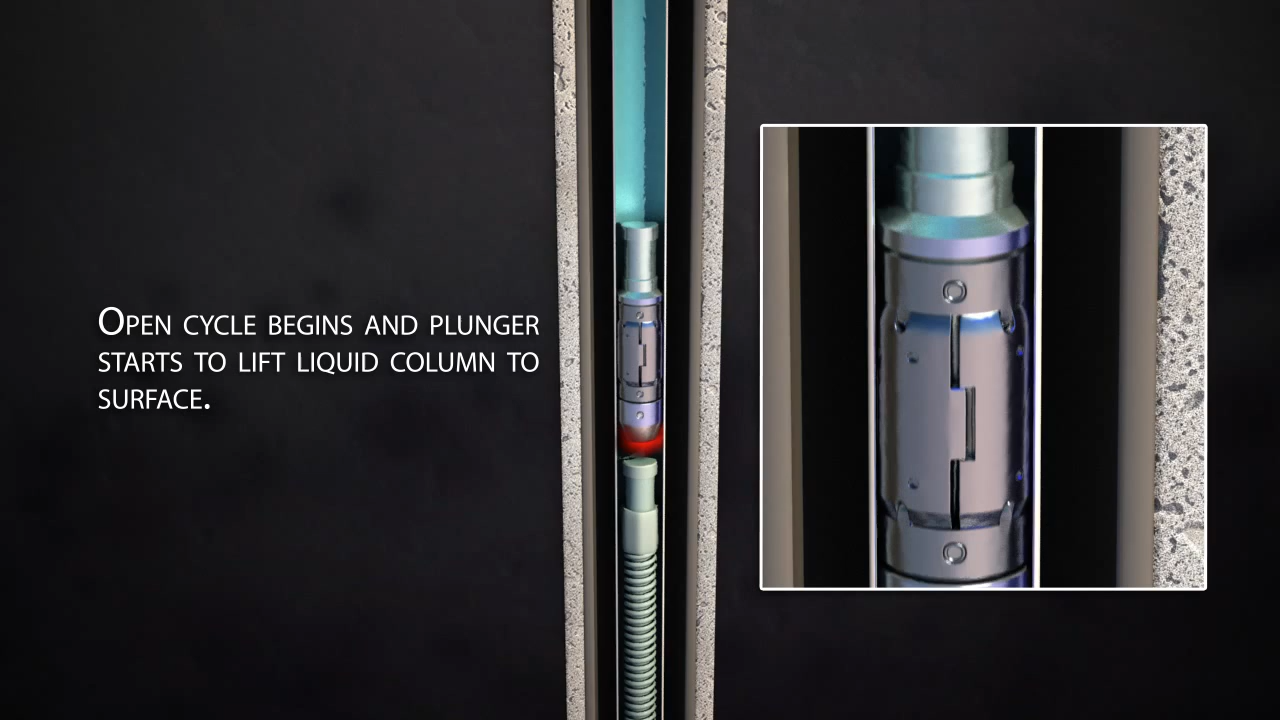 Open cycle begins and plunger
starts to lift liquid column to
surface.